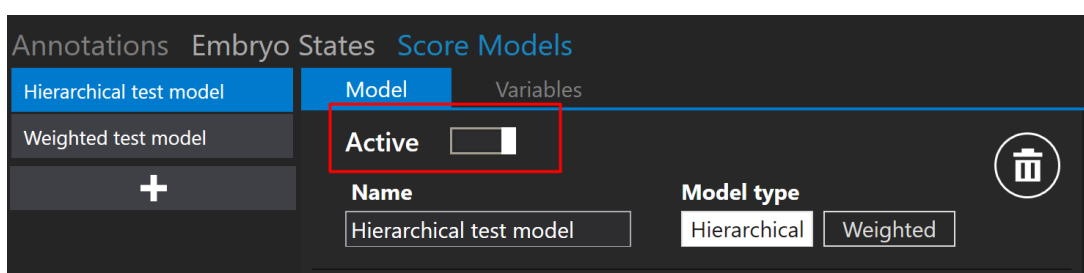 Annotations Embryo States Score Models
Hierarchical test model
Model Variables
Weighted test model
Active
Name Model type
Hierarchical test model Hierarchical Weighted